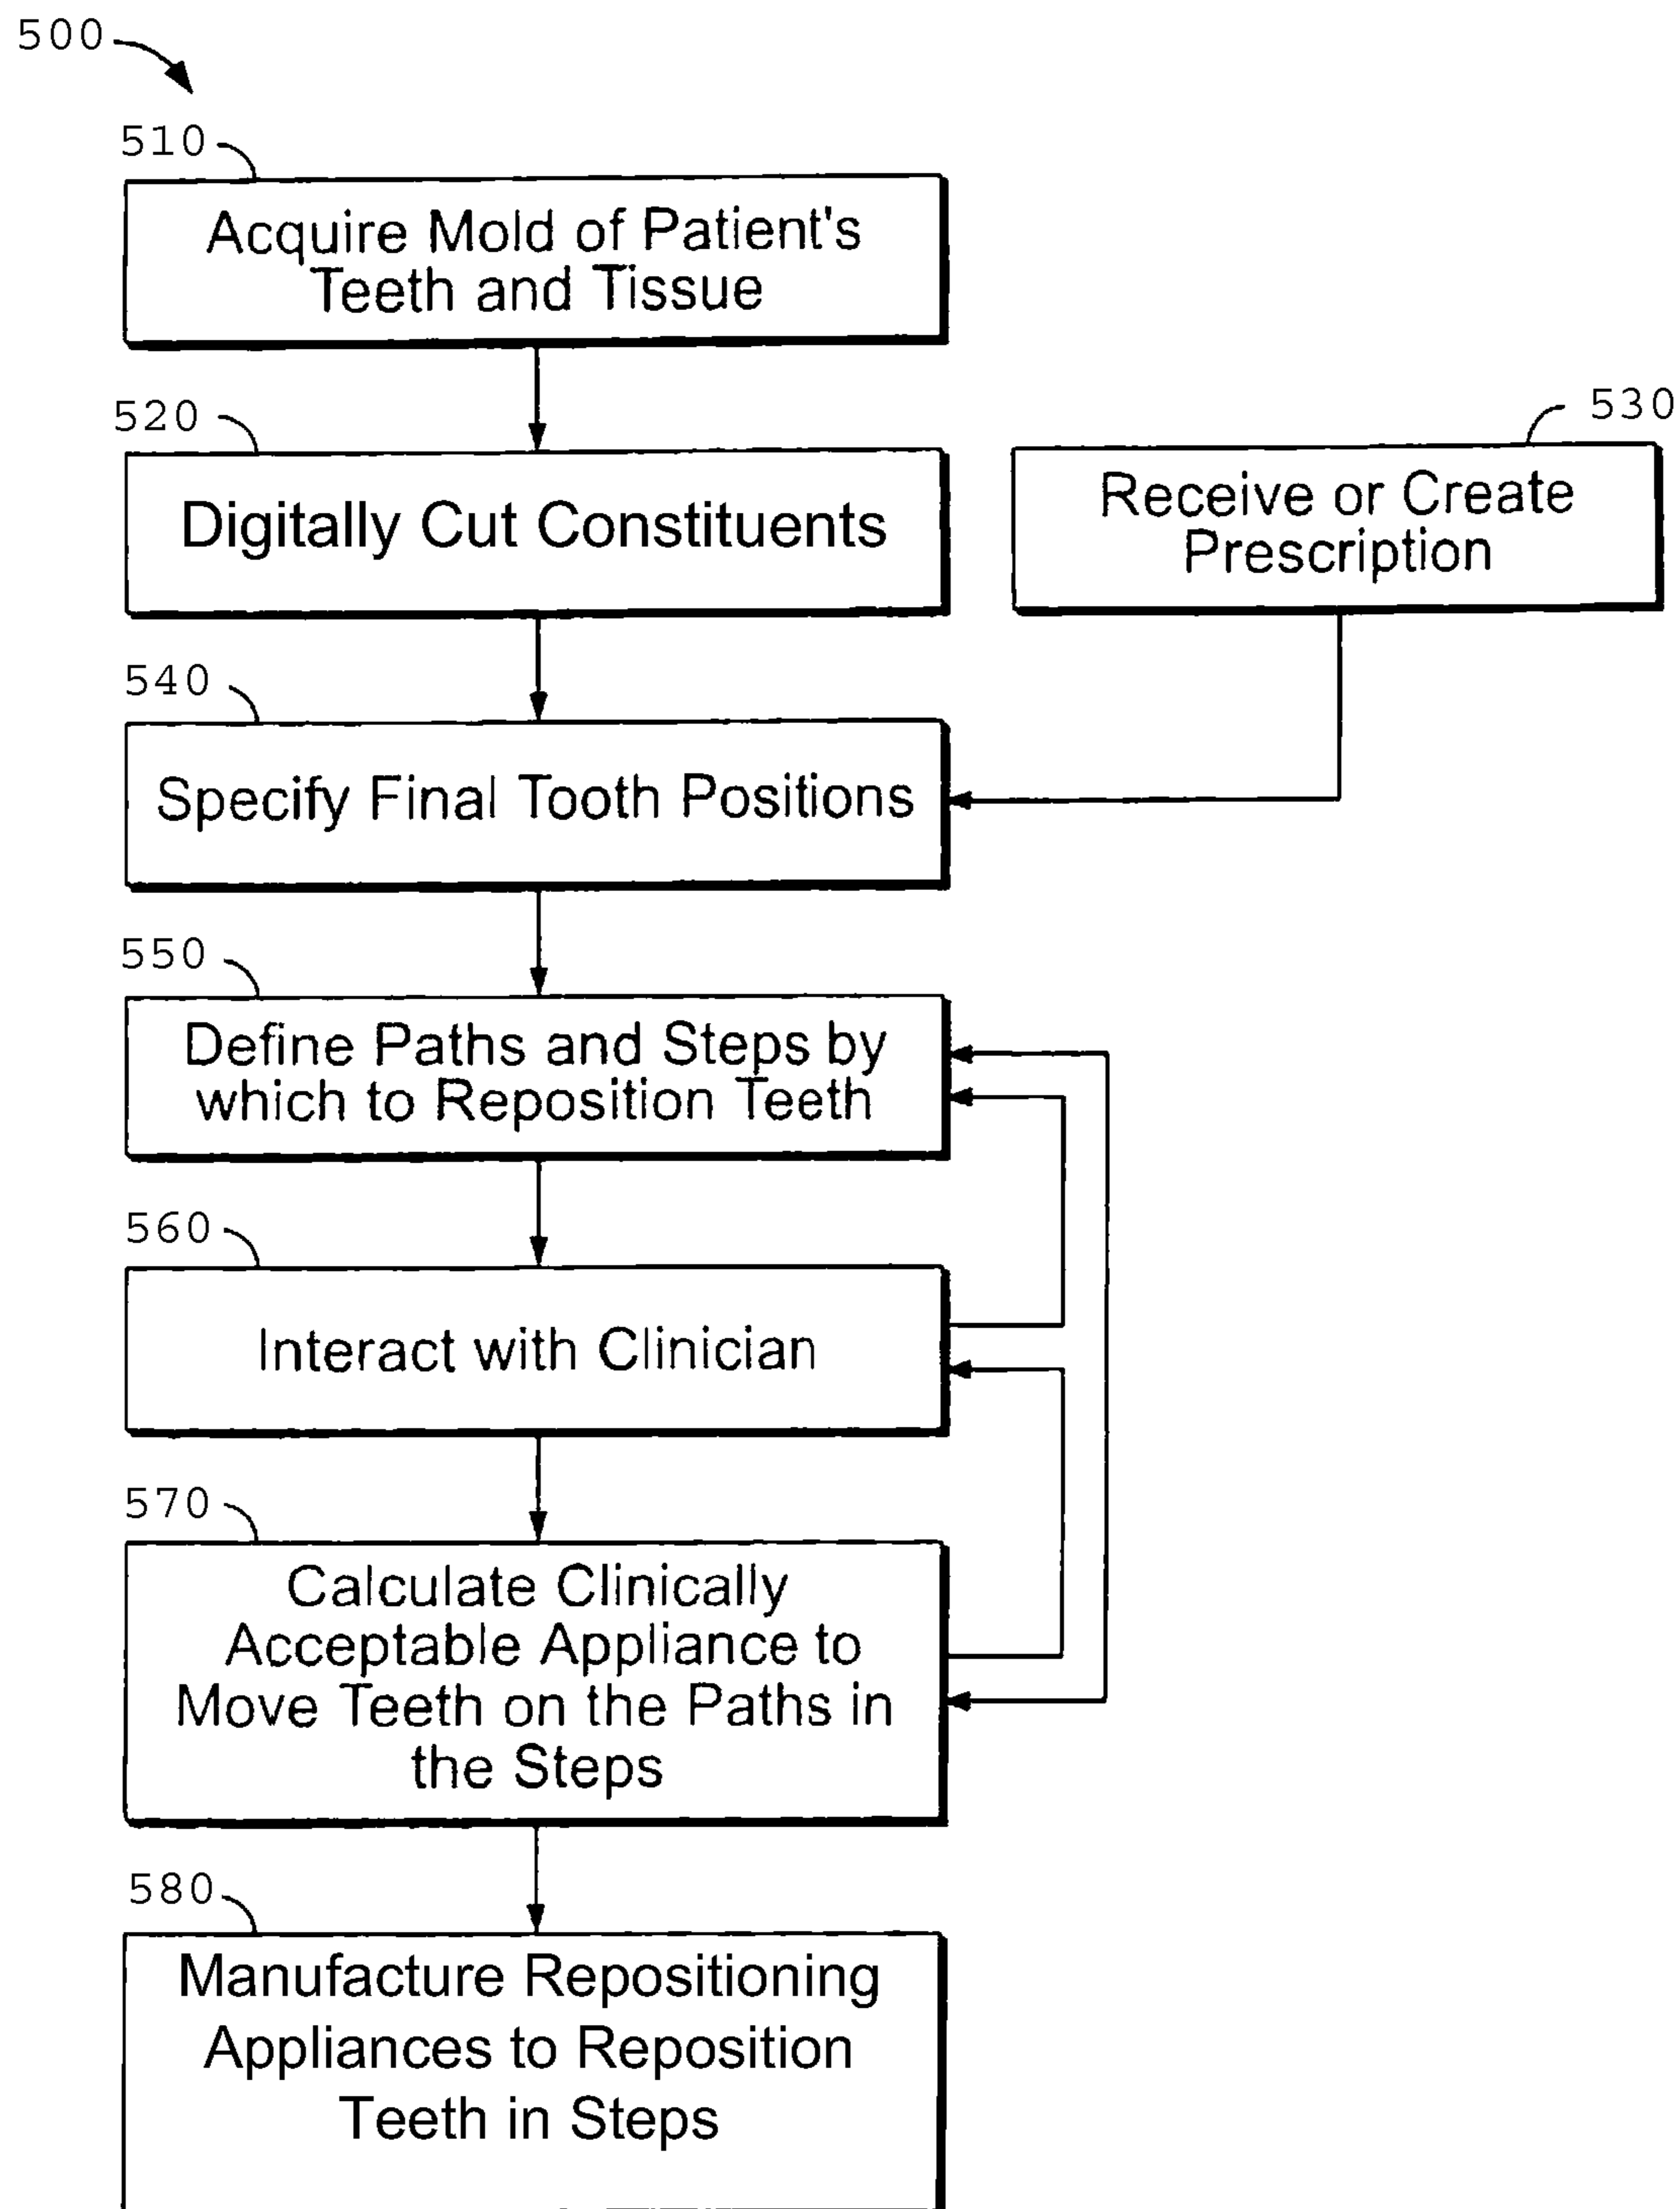 500
510
Acquire Mold of Patient's
Teeth and Tissue
520
Digitally Cut Constituents
530
Receive or Create
Prescription
540
Specify Final Tooth Positions
550
Define Paths and Steps by
which to Reposition Teeth
560
Interact with Clinician
570
Calculate Clinically
Acceptable Appliance to
Move Teeth on the Paths in
the Steps
580
Manufacture Repositioning
Appliances to Reposition
Teeth in Steps